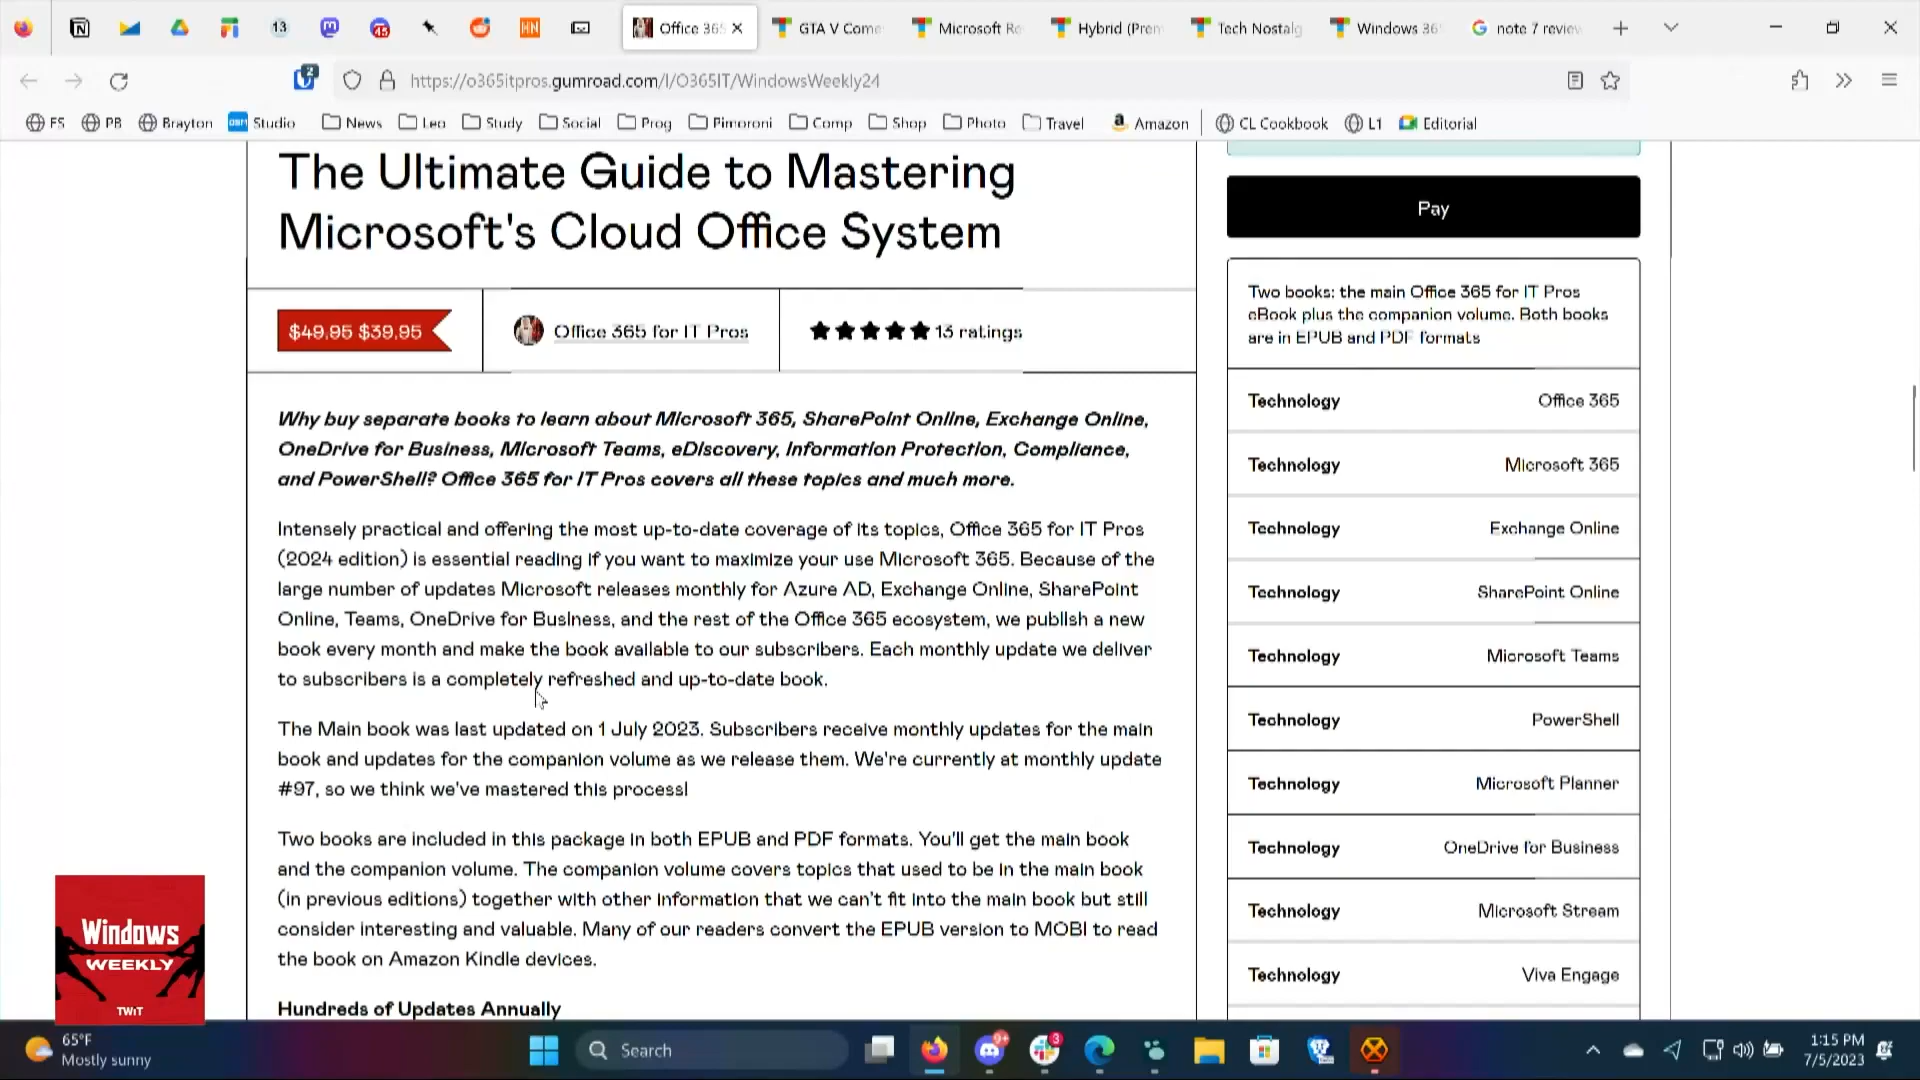 13
45
Office 365
GTA V Come
Microsoft Re
Hybrid (Prem
Tech Nostalg
Windows 36
note 7 review
2
https://o365itpros.gumroad.com/l/O365IT/WindowsWeekly24
FS
PB
Brayton
Studio
News
Leo
Study
Social
Prog
Pimoroni
Comp
Shop
Photo
Travel
Amazon
CL Cookbook
L1
Editorial
The Ultimate Guide to Mastering
Microsoft's Cloud Office System
$49.95 $39.95
Office 365 for IT Pros
13 ratings
Why buy separate books to learn about Microsoft 365, SharePoint Online, Exchange Online,
OneDrive for Business, Microsoft Teams, eDiscovery, Information Protection, Compliance,
and PowerShell? Office 365 for IT Pros covers all these topics and much more.
Intensely practical and offering the most up-to-date coverage of its topics, Office 365 for IT Pros
(2024 edition) is essential reading if you want to maximize your use Microsoft 365. Because of the
large number of updates Microsoft releases monthly for Azure AD, Exchange Online, SharePoint
Online, Teams, OneDrive for Business, and the rest of the Office 365 ecosystem, we publish a new
book every month and make the book available to our subscribers. Each monthly update we deliver
to subscribers is a completely refreshed and up-to-date book.
The Main book was last updated on 1 July 2023. Subscribers receive monthly updates for the main
book and updates for the companion volume as we release them. We're currently at monthly update
#97, so we think we've mastered this process!
Two books are included in this package in both EPUB and PDF formats. You'll get the main book
and the companion volume. The companion volume covers topics that used to be in the main book
(in previous editions) together with other information that we can't fit into the main book but still
consider interesting and valuable. Many of our readers convert the EPUB version to MOBI to read
the book on Amazon Kindle devices.
Hundreds of Updates Annually
Pay
Two books: the main Office 365 for IT Pros
eBook plus the companion volume. Both books
are in EPUB and PDF formats
Technology Office 365
Technology Microsoft 365
Technology Exchange Online
Technology SharePoint Online
Technology Microsoft Teams
Technology PowerShell
Technology Microsoft Planner
Technology OneDrive for Business
Technology Microsoft Stream
Technology Viva Engage
Windows
WEEKLY
TWiT
65°F
Mostly sunny
Search
9+
3
1:15 PM
7/5/2023